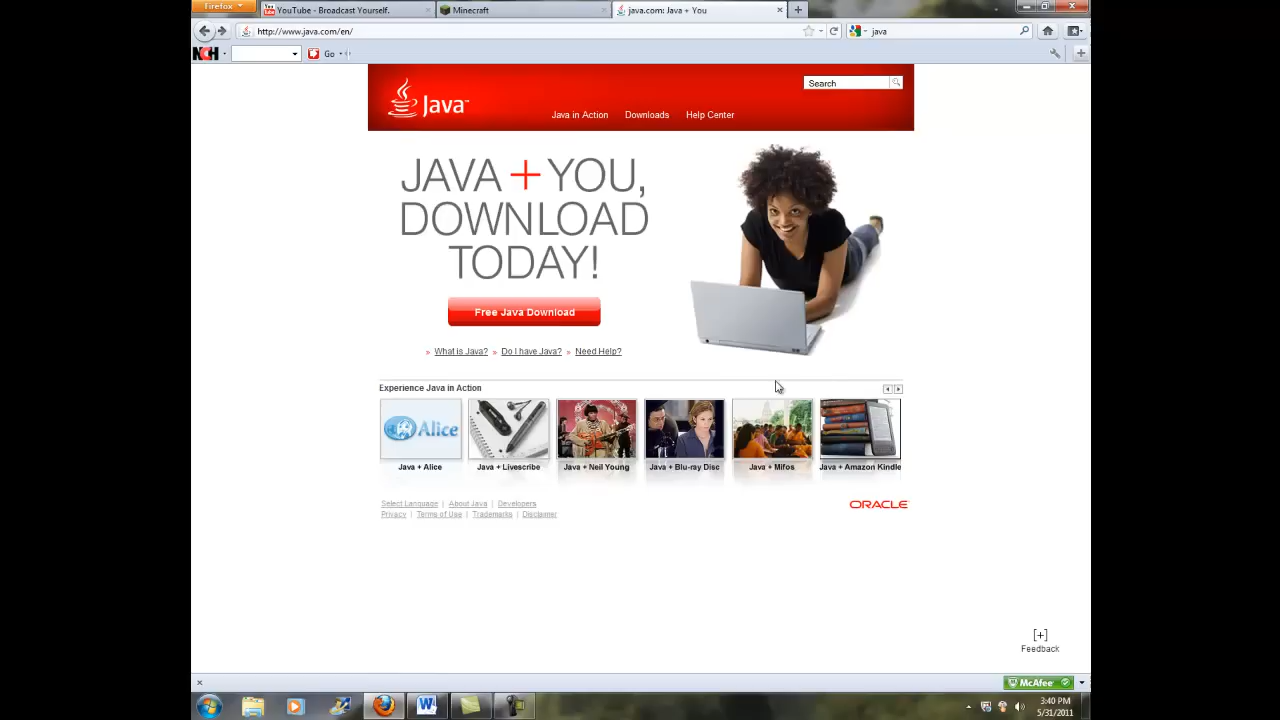 Firefox
YouTube - Broadcast Yourself.
Minecraft
java.com: Java + You
http://www.java.com/en/
java
NCH
Go
Java™
Search
Java in Action
Downloads
Help Center
JAVA + YOU,
DOWNLOAD
TODAY!
Free Java Download
» What is Java? » Do I have Java? » Need Help?
Experience Java in Action
Alice
Java + Alice
Java + Livescribe
Java + Neil Young
Java + Blu-ray Disc
Java + Mifos
Java + Amazon Kindle
Select Language | About Java | Developers
Privacy | Terms of Use | Trademarks | Disclaimer
ORACLE
[+]
Feedback
McAfee
3:40 PM
5/31/2011